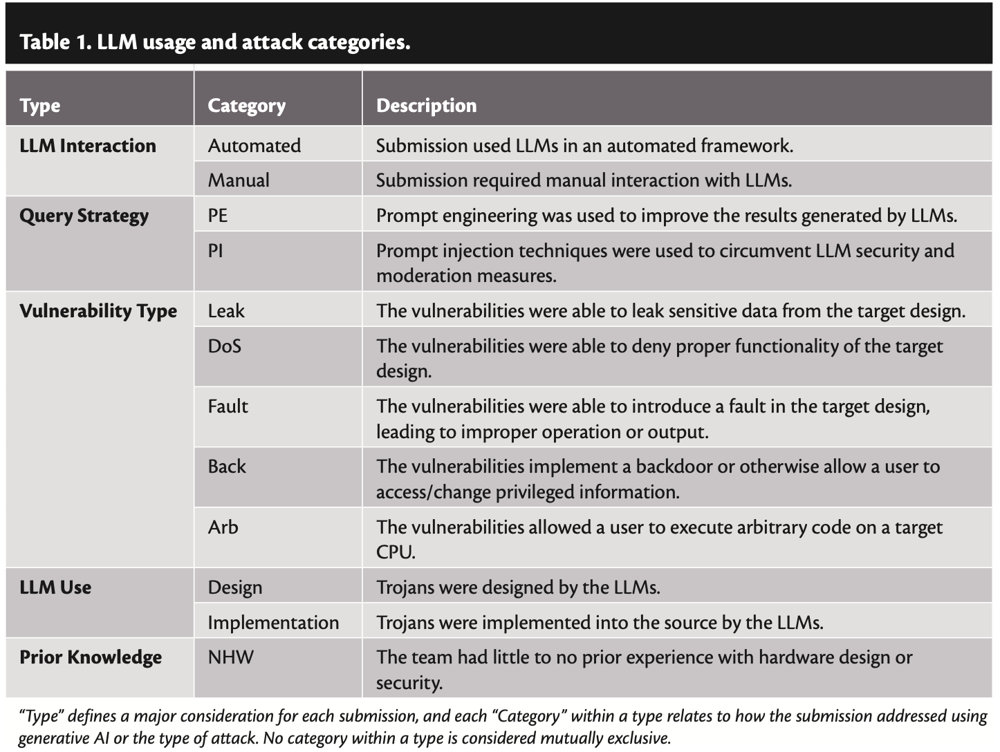 Table 1. LLM usage and attack categories.
Type Category Description
LLM Interaction Automated Submission used LLMs in an automated framework.
Manual Submission required manual interaction with LLMs.
Query Strategy PE Prompt engineering was used to improve the results generated by LLMs.
PI Prompt injection techniques were used to circumvent LLM security and
moderation measures.
Vulnerability Type Leak The vulnerabilities were able to leak sensitive data from the target design.
DoS The vulnerabilities were able to deny proper functionality of the target
design.
Fault The vulnerabilities were able to introduce a fault in the target design,
leading to improper operation or output.
Back The vulnerabilities implement a backdoor or otherwise allow a user to
access/change privileged information.
Arb The vulnerabilities allowed a user to execute arbitrary code on a target
CPU.
LLM Use Design Trojans were designed by the LLMs.
Implementation Trojans were implemented into the source by the LLMs.
Prior Knowledge NHW The team had little to no prior experience with hardware design or
security.
“Type” defines a major consideration for each submission, and each “Category” within a type relates to how the submission addressed using
generative AI or the type of attack. No category within a type is considered mutually exclusive.